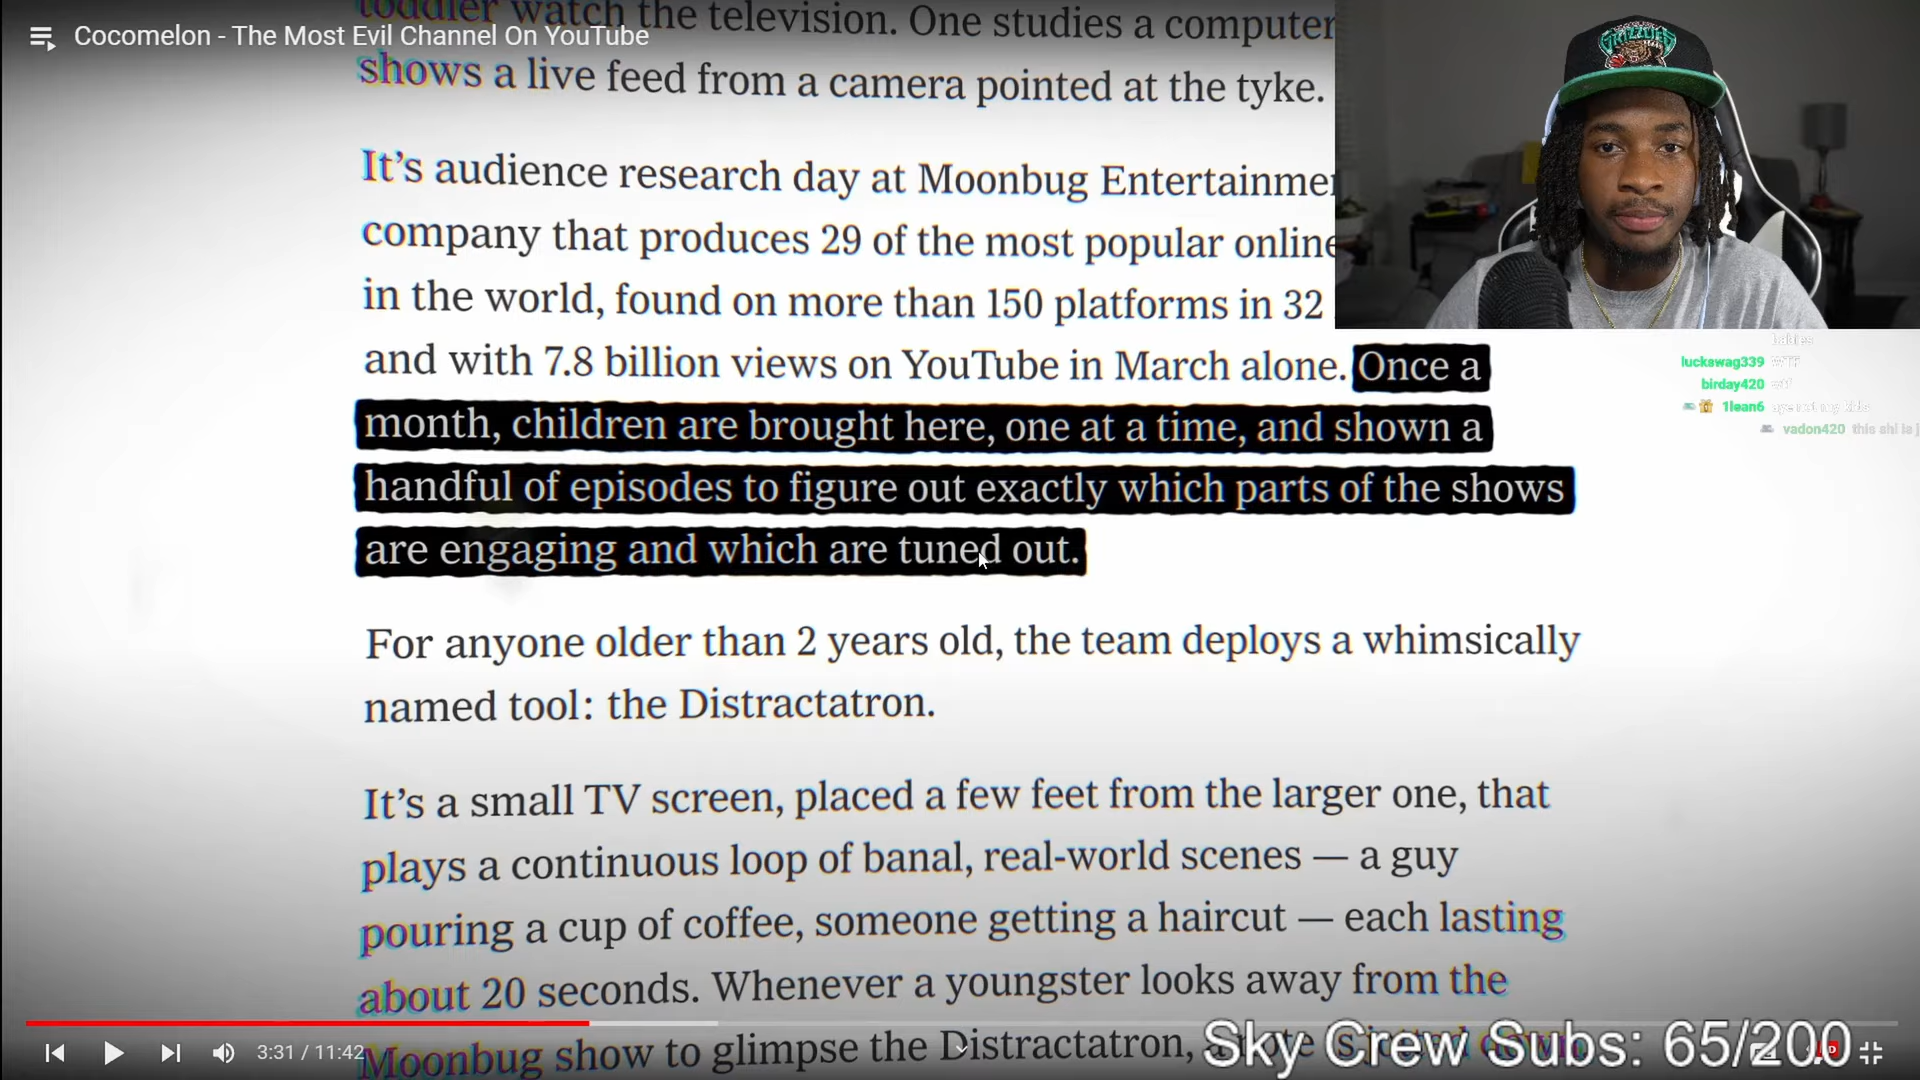 toddler watch the television. One studies a computer
Cocomelon - The Most Evil Channel On YouTube
shows a live feed from a camera pointed at the tyke.
GRIZZLIES
It's audience research day at Moonbug
company that produces 29 of the most popular online
in the world, found on more than 150 platforms in 32
and with 7.8 billion views on YouTube in March alone. Once a
month, children are brought here, one at a time, and shown a
handful of episodes to figure out exactly which parts of the shows
are engaging and which are tuned out.
babies
luckswag339
birday420 wtf
1lean6 aye not my kids
vadon420 this
For anyone older than 2 years old, the team deploys a whimsically
named tool: the Distractatron.
It's a small TV screen, placed a few feet from the larger one, that
plays a continuous loop of banal, real-world scenes — a guy
pouring a cup of coffee, someone getting a haircut — each lasting
about 20 seconds. Whenever a youngster looks away from the
Moonbug show to glimpse the Distractatron,
3:31 / 11:42
Sky Crew Subs: 65/200